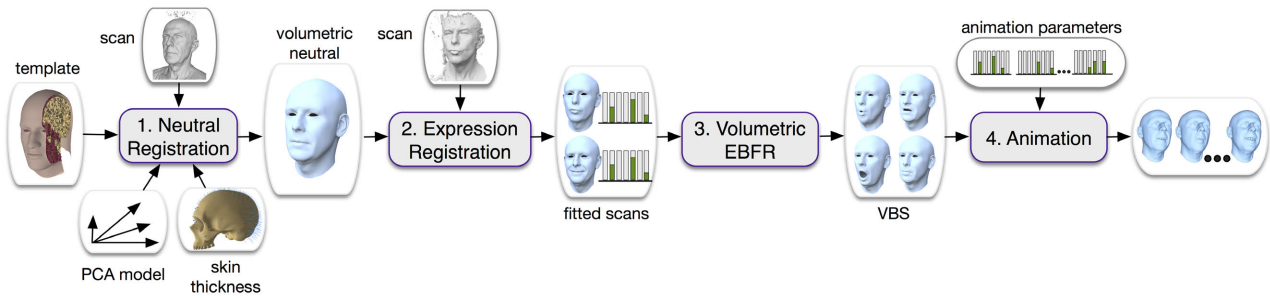 template
scan
1. Neutral
Registration
PCA model
skin
thickness
volumetric
neutral
scan
2. Expression
Registration
fitted scans
3. Volumetric
EBFR
VBS
animation parameters
4. Animation